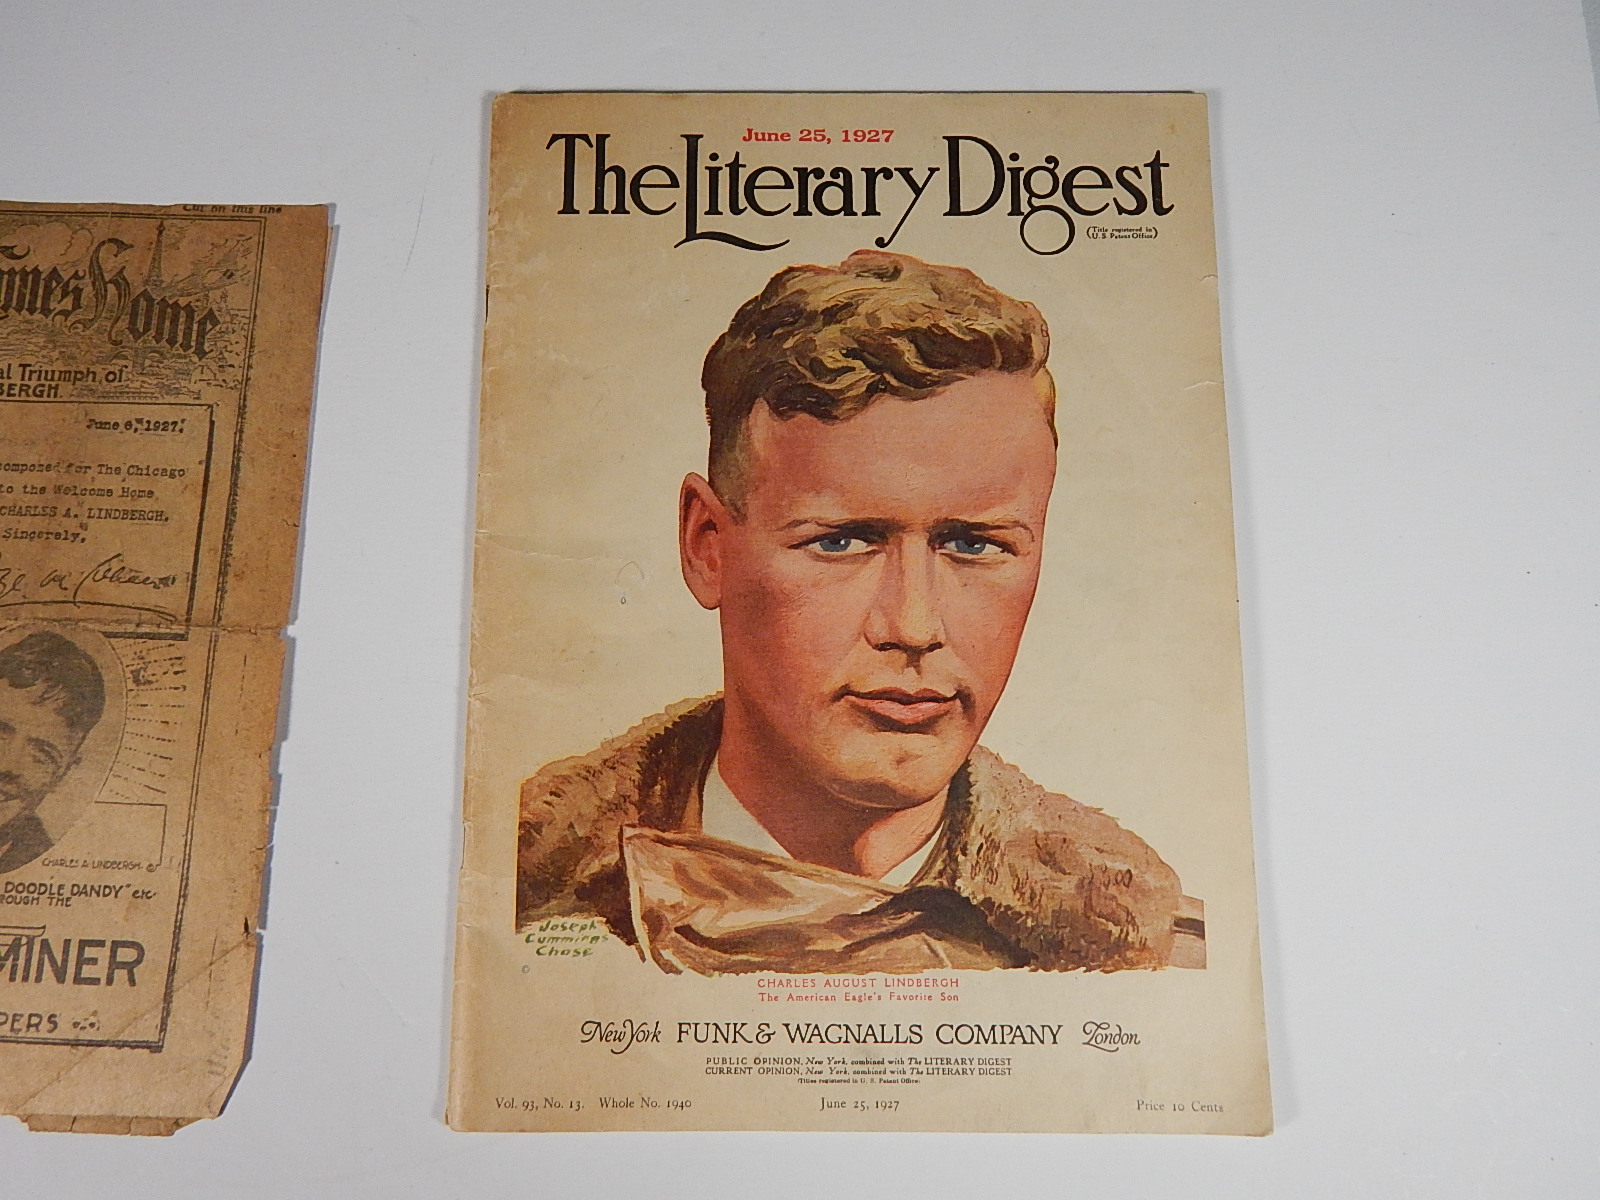 Cut on this line
Home
al Triumph of
BERGH.
June 6, 1927.
composed for The Chicago
to the Welcome Home
CHARLES A. LINDBERGH.
Sincerely,
CHARLES A. LINDBERGH
DOODLE DANDY" etc
ROUGH THE
MINER
PERS
June 25, 1927
The Literary Digest
(Title registered in
U.S. Patent Office)
Joseph
Cummings
Chase
CHARLES AUGUST LINDBERGH
The American Eagle's Favorite Son
New York FUNK & WAGNALLS COMPANY London
PUBLIC OPINION, New York, combined with The LITERARY DIGEST
CURRENT OPINION, New York, combined with The LITERARY DIGEST
(Titles registered in U. S. Patent Office)
Vol. 93, No. 13. Whole No. 1940 June 25, 1927 Price 10 Cents